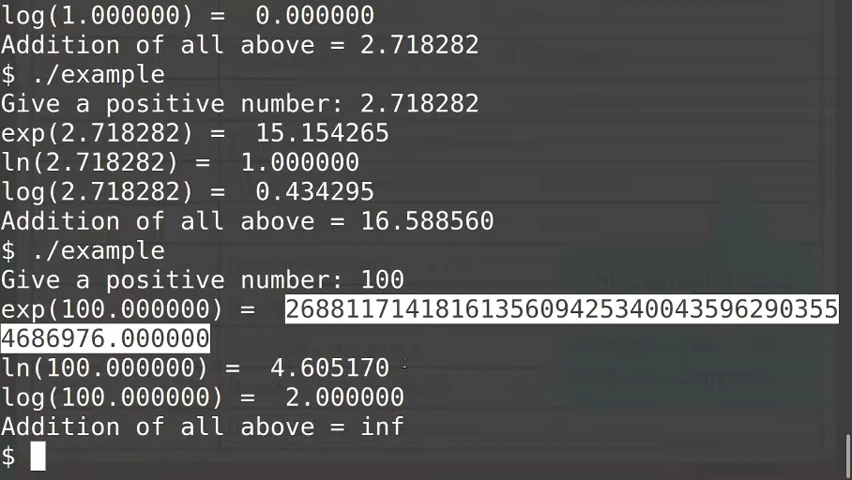 log(1.000000) =  0.000000
Addition of all above = 2.718282
$ ./example
Give a positive number: 2.718282
exp(2.718282) =  15.154265
ln(2.718282) =  1.000000
log(2.718282) =  0.434295
Addition of all above = 16.588560
$ ./example
Give a positive number: 100
exp(100.000000) =  2688117141816135609425340043596290355
4686976.000000
ln(100.000000) =  4.605170
log(100.000000) =  2.000000
Addition of all above = inf
$